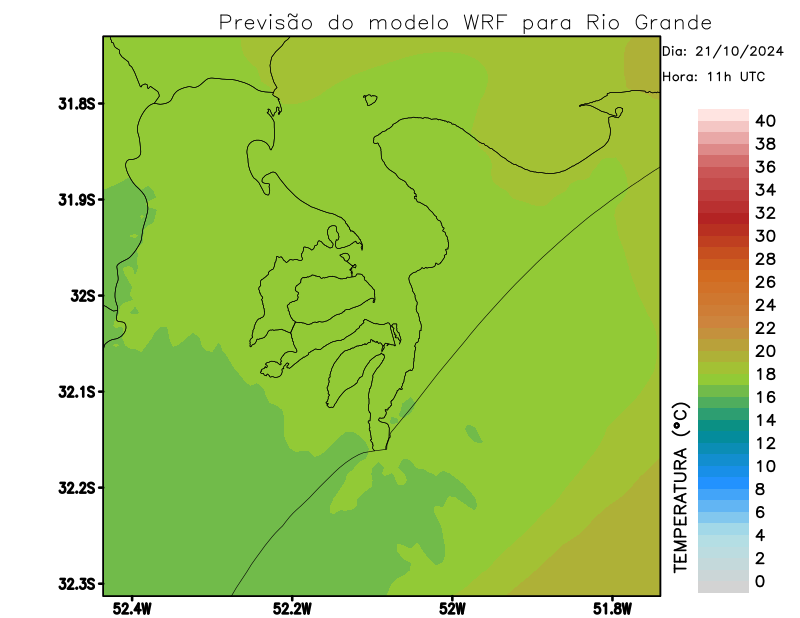 Previsão do modelo WRF para Rio Grande
Dia: 21/10/2024
Hora: 11h UTC
31.8S
31.9S
32S
32.1S
32.2S
32.3S
52.4W
52.2W
52W
51.8W
TEMPERATURA (°C)
40
38
36
34
32
30
28
26
24
22
20
18
16
14
12
10
8
6
4
2
0